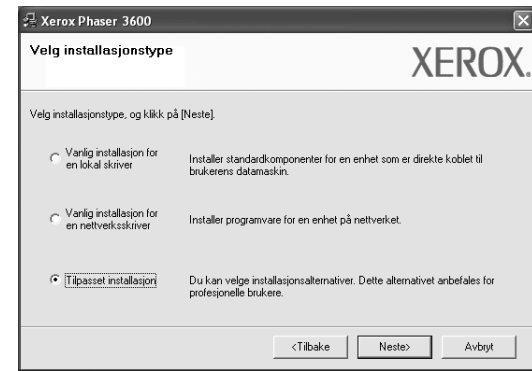 Xerox Phaser 3600
Velg installasjonstype
XEROX.
Velg installasjonstype, og klikk på [Neste].
Vanlig installasjon for
en lokal skriver
Installer standardkomponenter for en enhet som er direkte koblet til
brukerens datamaskin.
Vanlig installasjon for
en nettverksskriver
Installer programvare for en enhet på nettverket.
Tilpasset installasjon
Du kan velge installasjonsalternativer. Dette alternativet anbefales for
profesjonelle brukere.
<Tilbake
Neste>
Avbryt